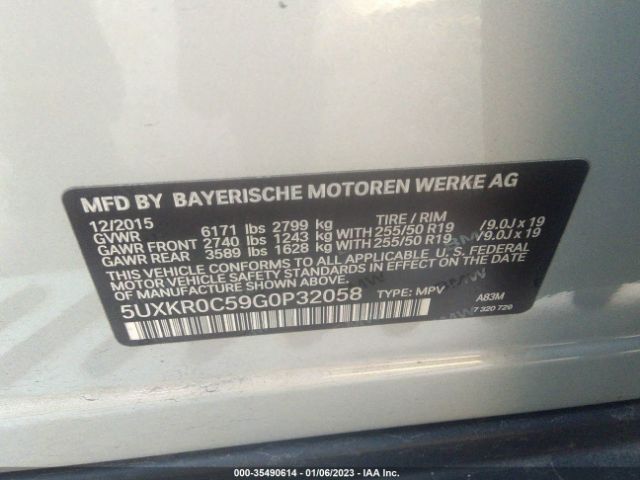 MFD BY BAYERISCHE MOTOREN WERKE AG
12/2015 TIRE / RIM
GVWR 6171 lbs 2799 kg
GAWR FRONT 2740 lbs 1243 kg WITH 255/50 R19 / 9.0J x 19
GAWR REAR 3589 lbs 1628 kg WITH 255/50 R19 / 9.0J x 19
THIS VEHICLE CONFORMS TO ALL APPLICABLE U.S. FEDERAL
MOTOR VEHICLE SAFETY STANDARDS IN EFFECT ON THE DATE
OF MANUFACTURE SHOWN ABOVE.
5UXKR0C59G0P32058 TYPE: MPV A83M
7 320 720
000-35490614 - 01/06/2023 - IAA Inc.